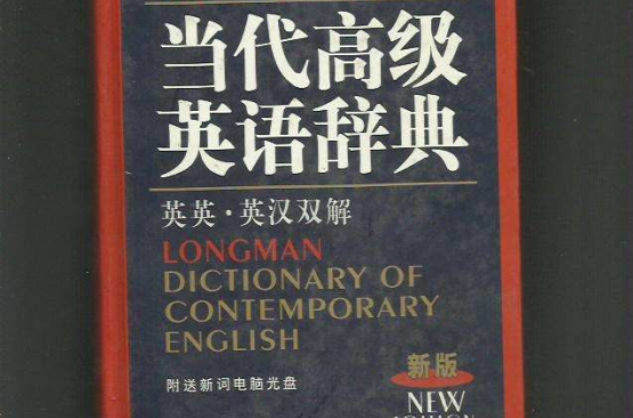 当代高级
英语辞典
英英·英汉双解
LONGMAN
DICTIONARY OF
CONTEMPORARY
ENGLISH
附送新词电脑光盘
新版
NEW